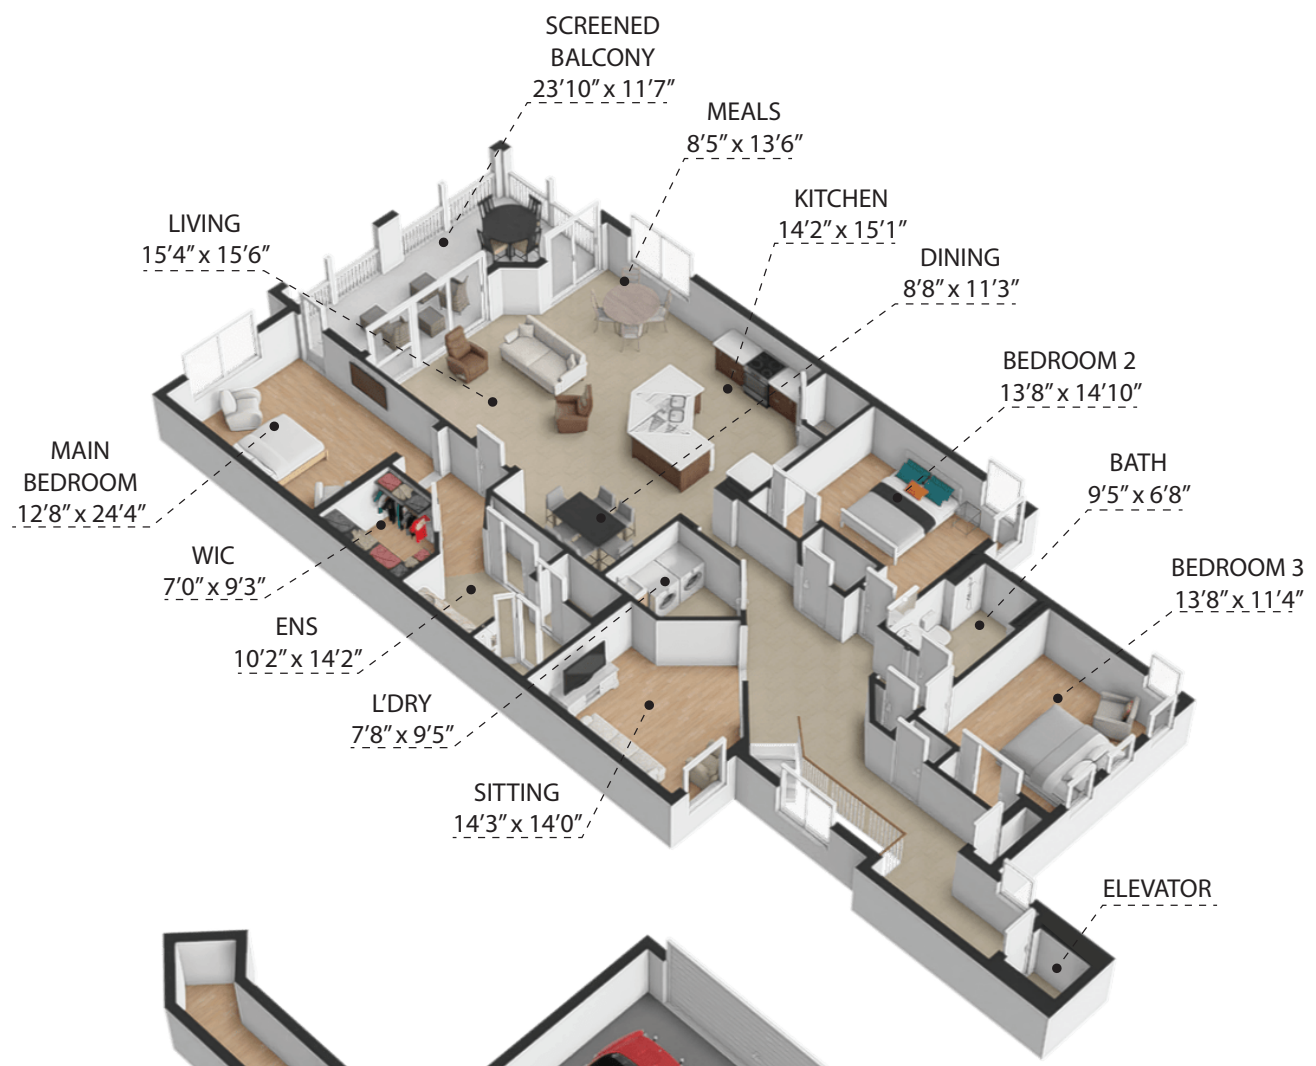 SCREENED
BALCONY
23’10” x 11’7”
MEALS
8’5” x 13’6”
KITCHEN
14’2” x 15’1”
LIVING
15’4” x 15’6”
DINING
8’8” x 11’3”
BEDROOM 2
13’8” x 14’10”
MAIN
BEDROOM
12’8” x 24’4”
BATH
9’5” x 6’8”
WIC
7’0” x 9’3”
BEDROOM 3
13’8” x 11’4”
ENS
10’2” x 14’2”
L’DRY
7’8” x 9’5”
SITTING
14’3” x 14’0”
ELEVATOR